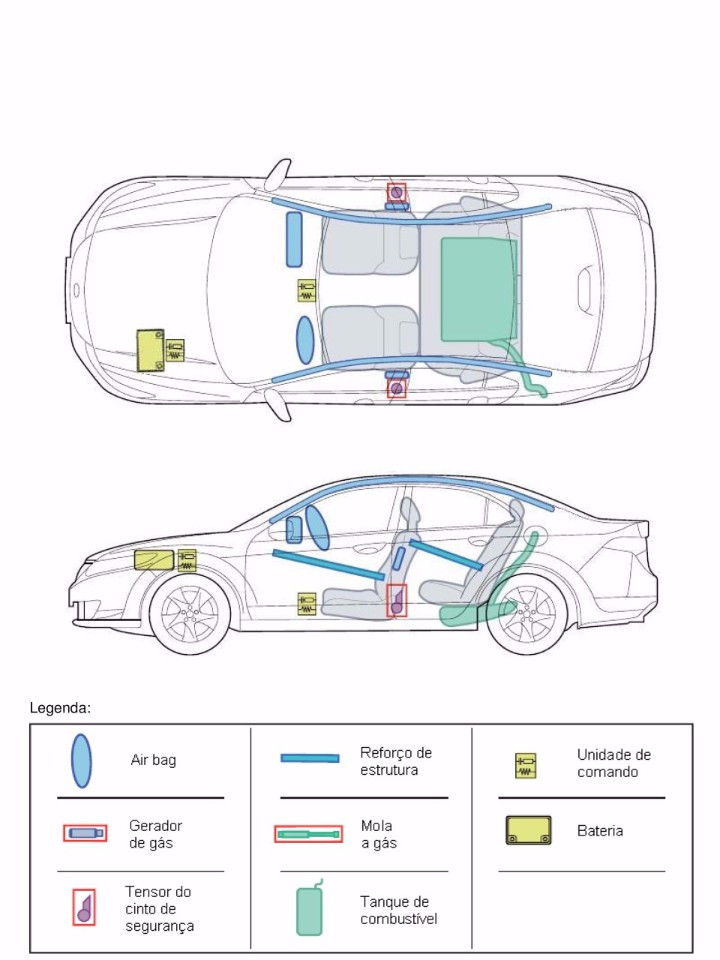 Legenda:
Air bag
Reforço de
estrutura
Unidade de
comando
Gerador
de gás
Mola
a gás
Bateria
Tensor do
cinto de
segurança
Tanque de
combustível